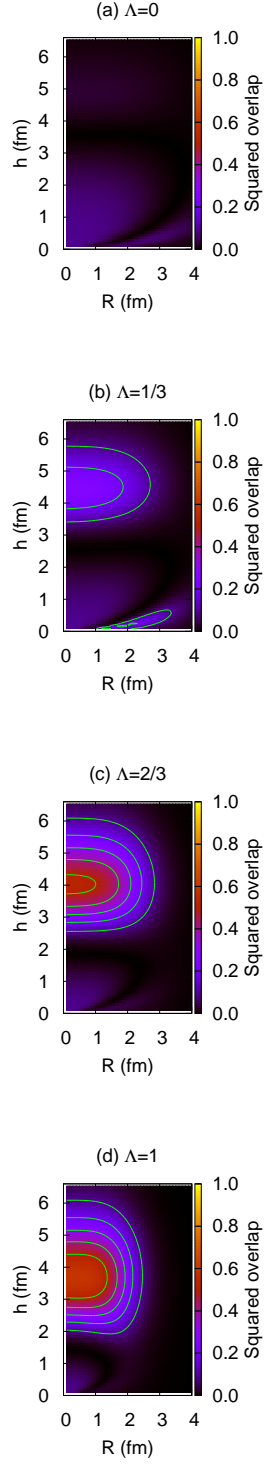 (a) Λ=0
h (fm)
6
5
4
3
2
1
0
0 1 2 3 4
R (fm)
1.0
0.8
0.6
0.4
0.2
0.0
Squared overlap
(b) Λ=1/3
h (fm)
6
5
4
3
2
1
0
0 1 2 3 4
R (fm)
1.0
0.8
0.6
0.4
0.2
0.0
Squared overlap
(c) Λ=2/3
h (fm)
6
5
4
3
2
1
0
0 1 2 3 4
R (fm)
1.0
0.8
0.6
0.4
0.2
0.0
Squared overlap
(d) Λ=1
h (fm)
6
5
4
3
2
1
0
0 1 2 3 4
R (fm)
1.0
0.8
0.6
0.4
0.2
0.0
Squared overlap